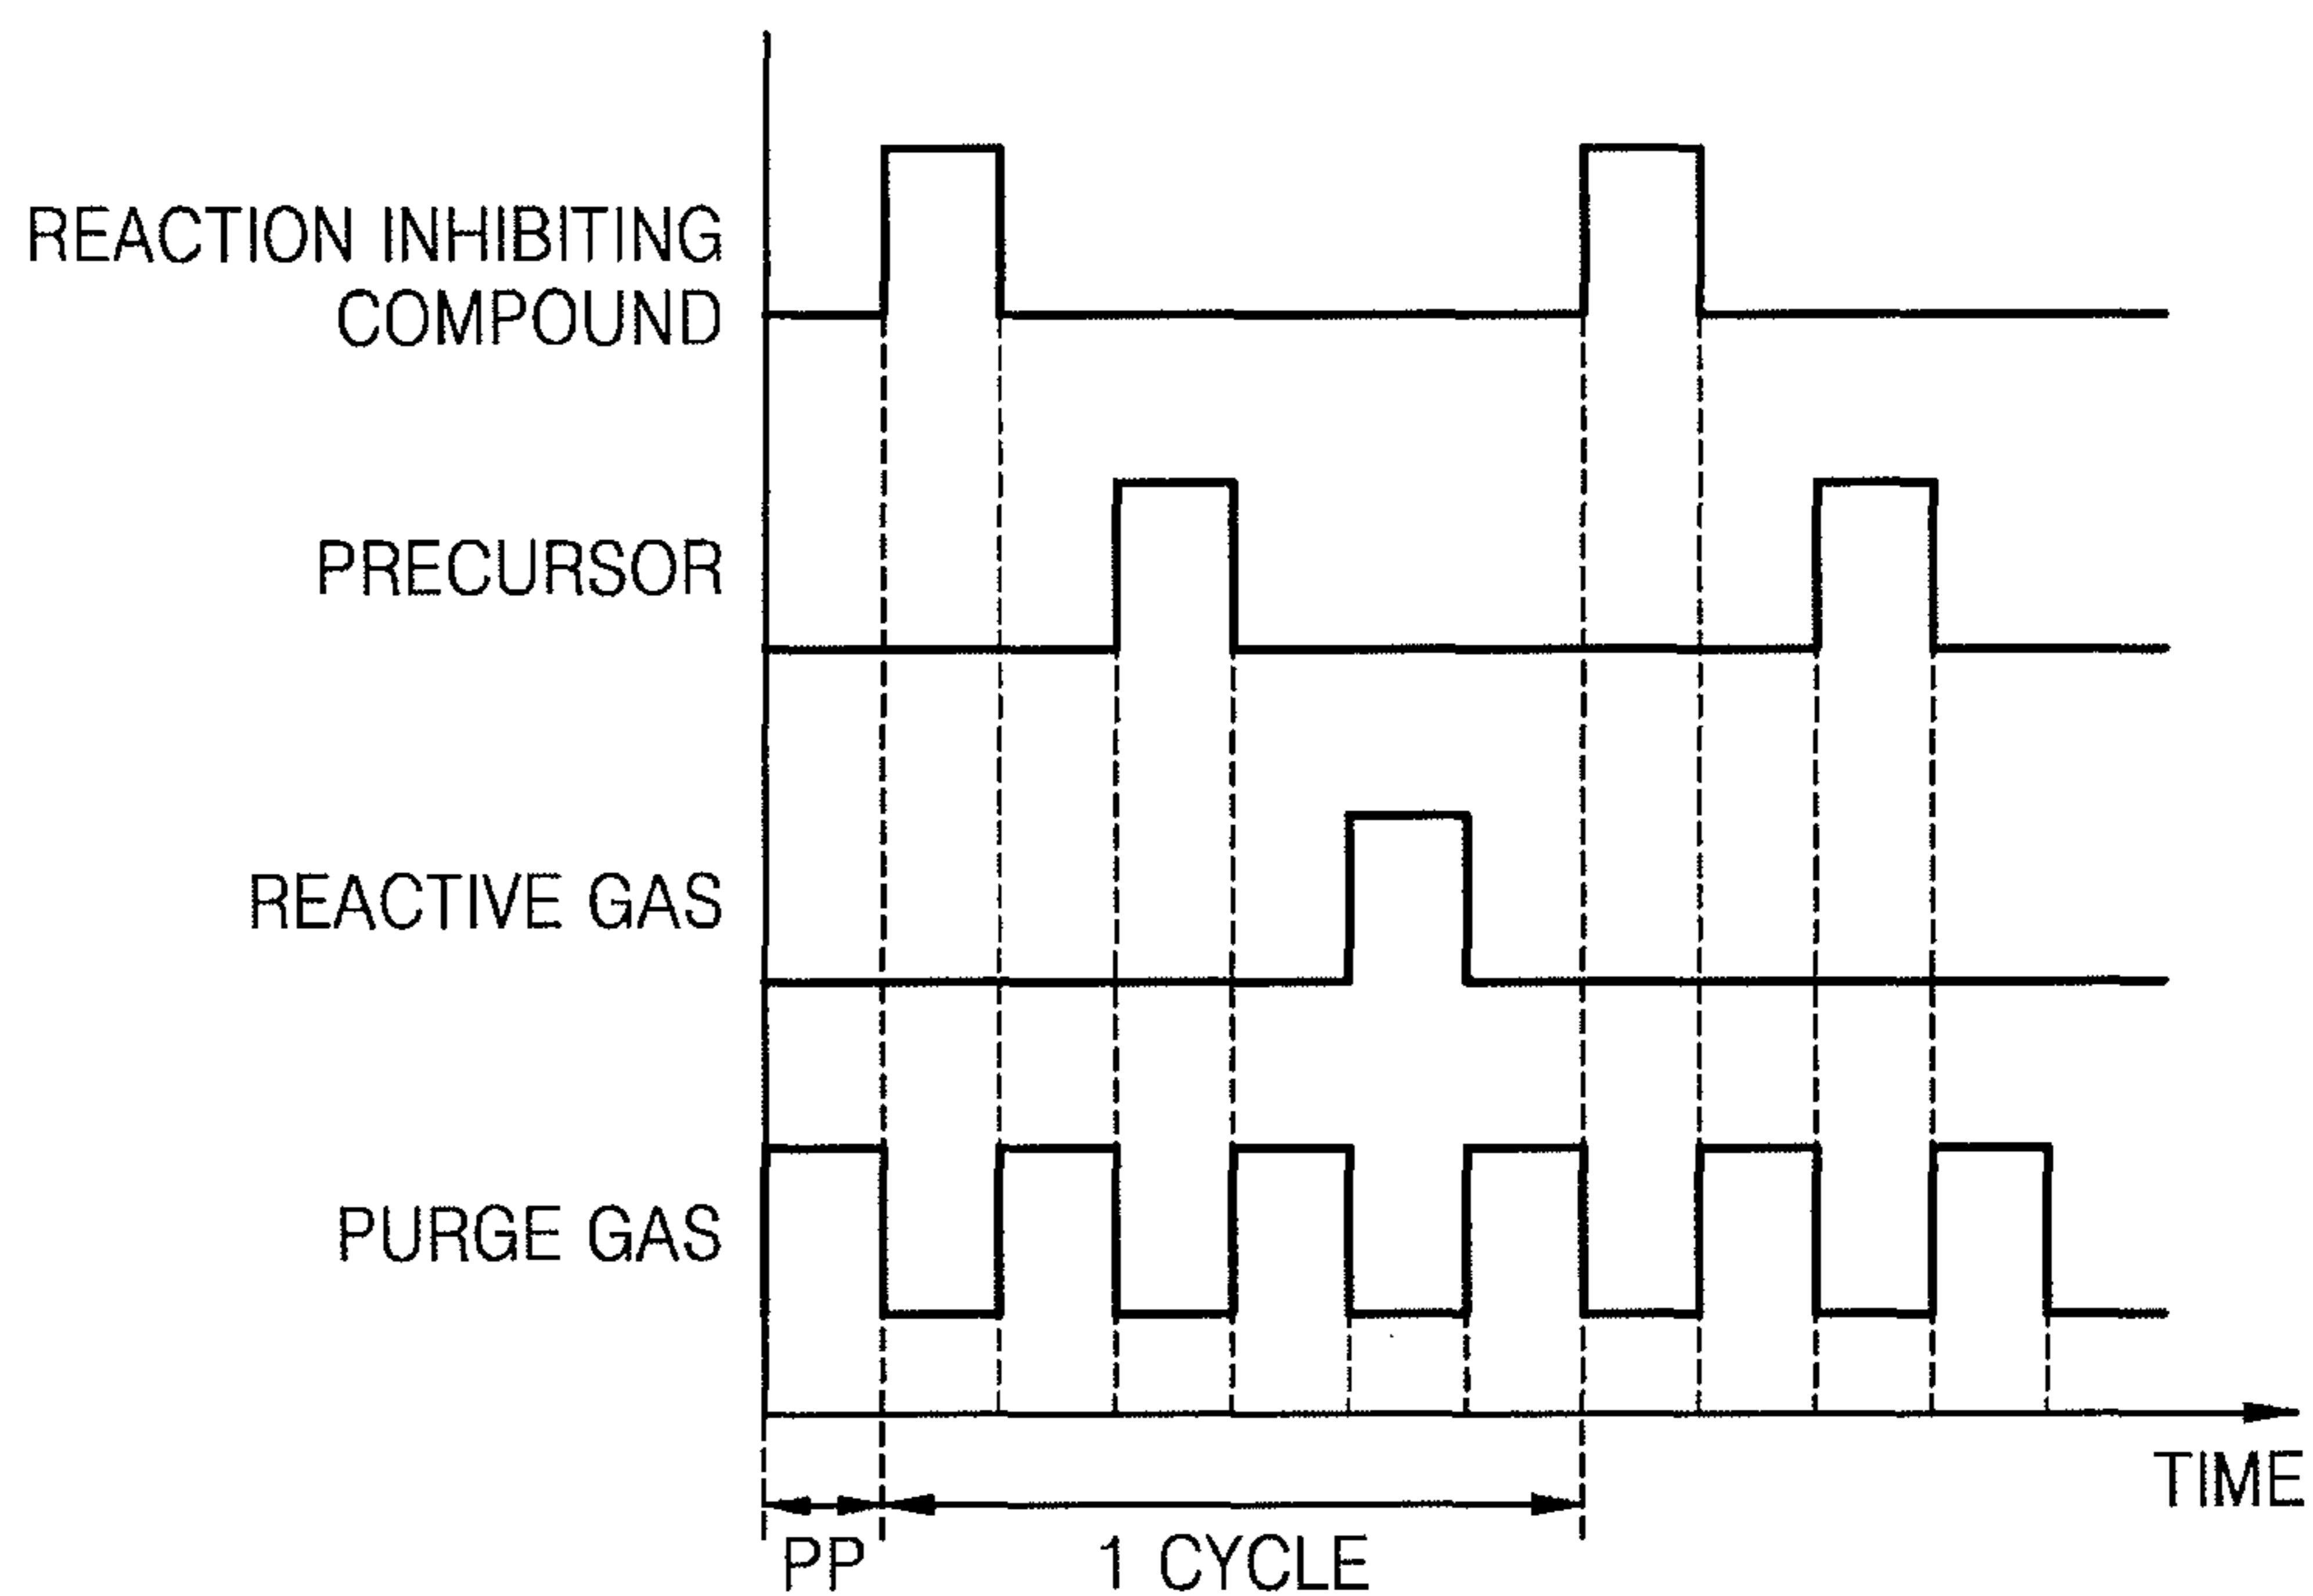 REACTION INHIBITING
COMPOUND
PRECURSOR
REACTIVE GAS
PURGE GAS
TIME
PP
1 CYCLE